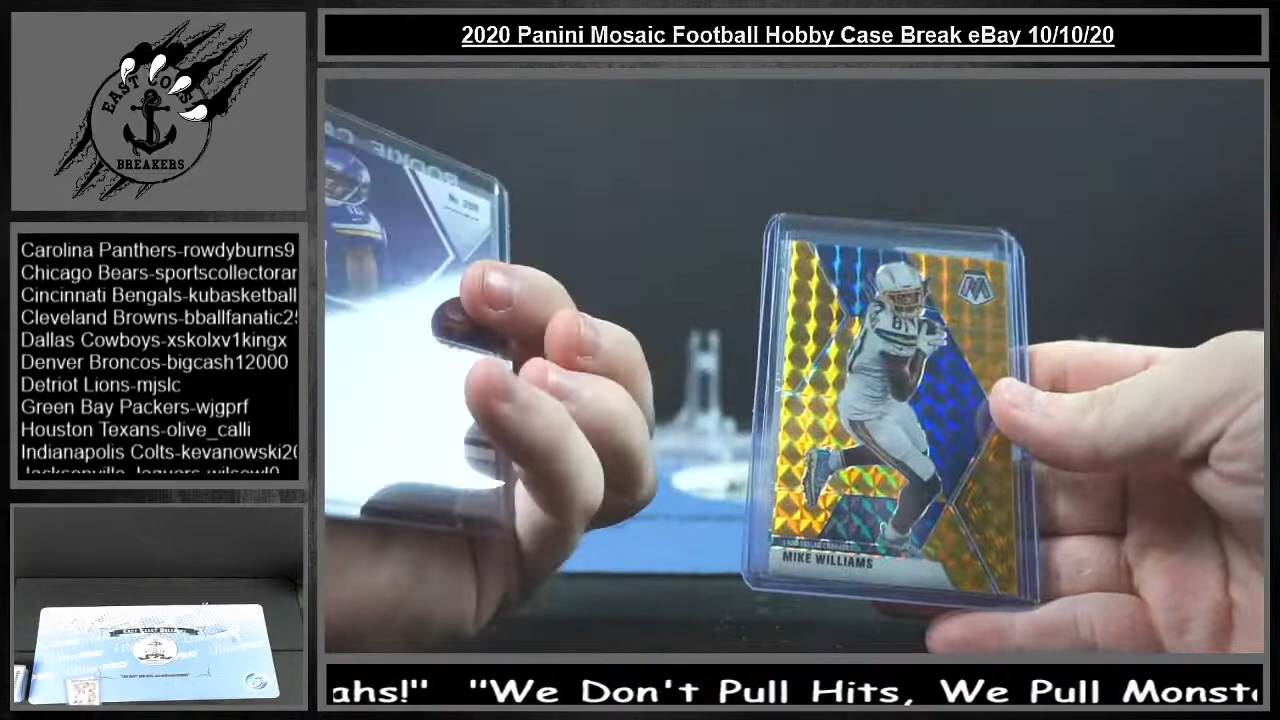 2020 Panini Mosaic Football Hobby Case Break eBay 10/10/20
EAST COAST
BREAKERS
Carolina Panthers-rowdyburns9
Chicago Bears-sportscollectorar
Cincinnati Bengals-kubasketball
Cleveland Browns-bballfanatic2
Dallas Cowboys-xskolxv1kingx
Denver Broncos-bigcash12000
Detriot Lions-mjslc
Green Bay Packers-wjgprf
Houston Texans-olive_calli
Indianapolis Colts-kevanowski20
ROOKIE
81
MIKE WILLIAMS
ahs!" "We Don't Pull Hits, We Pull Monst